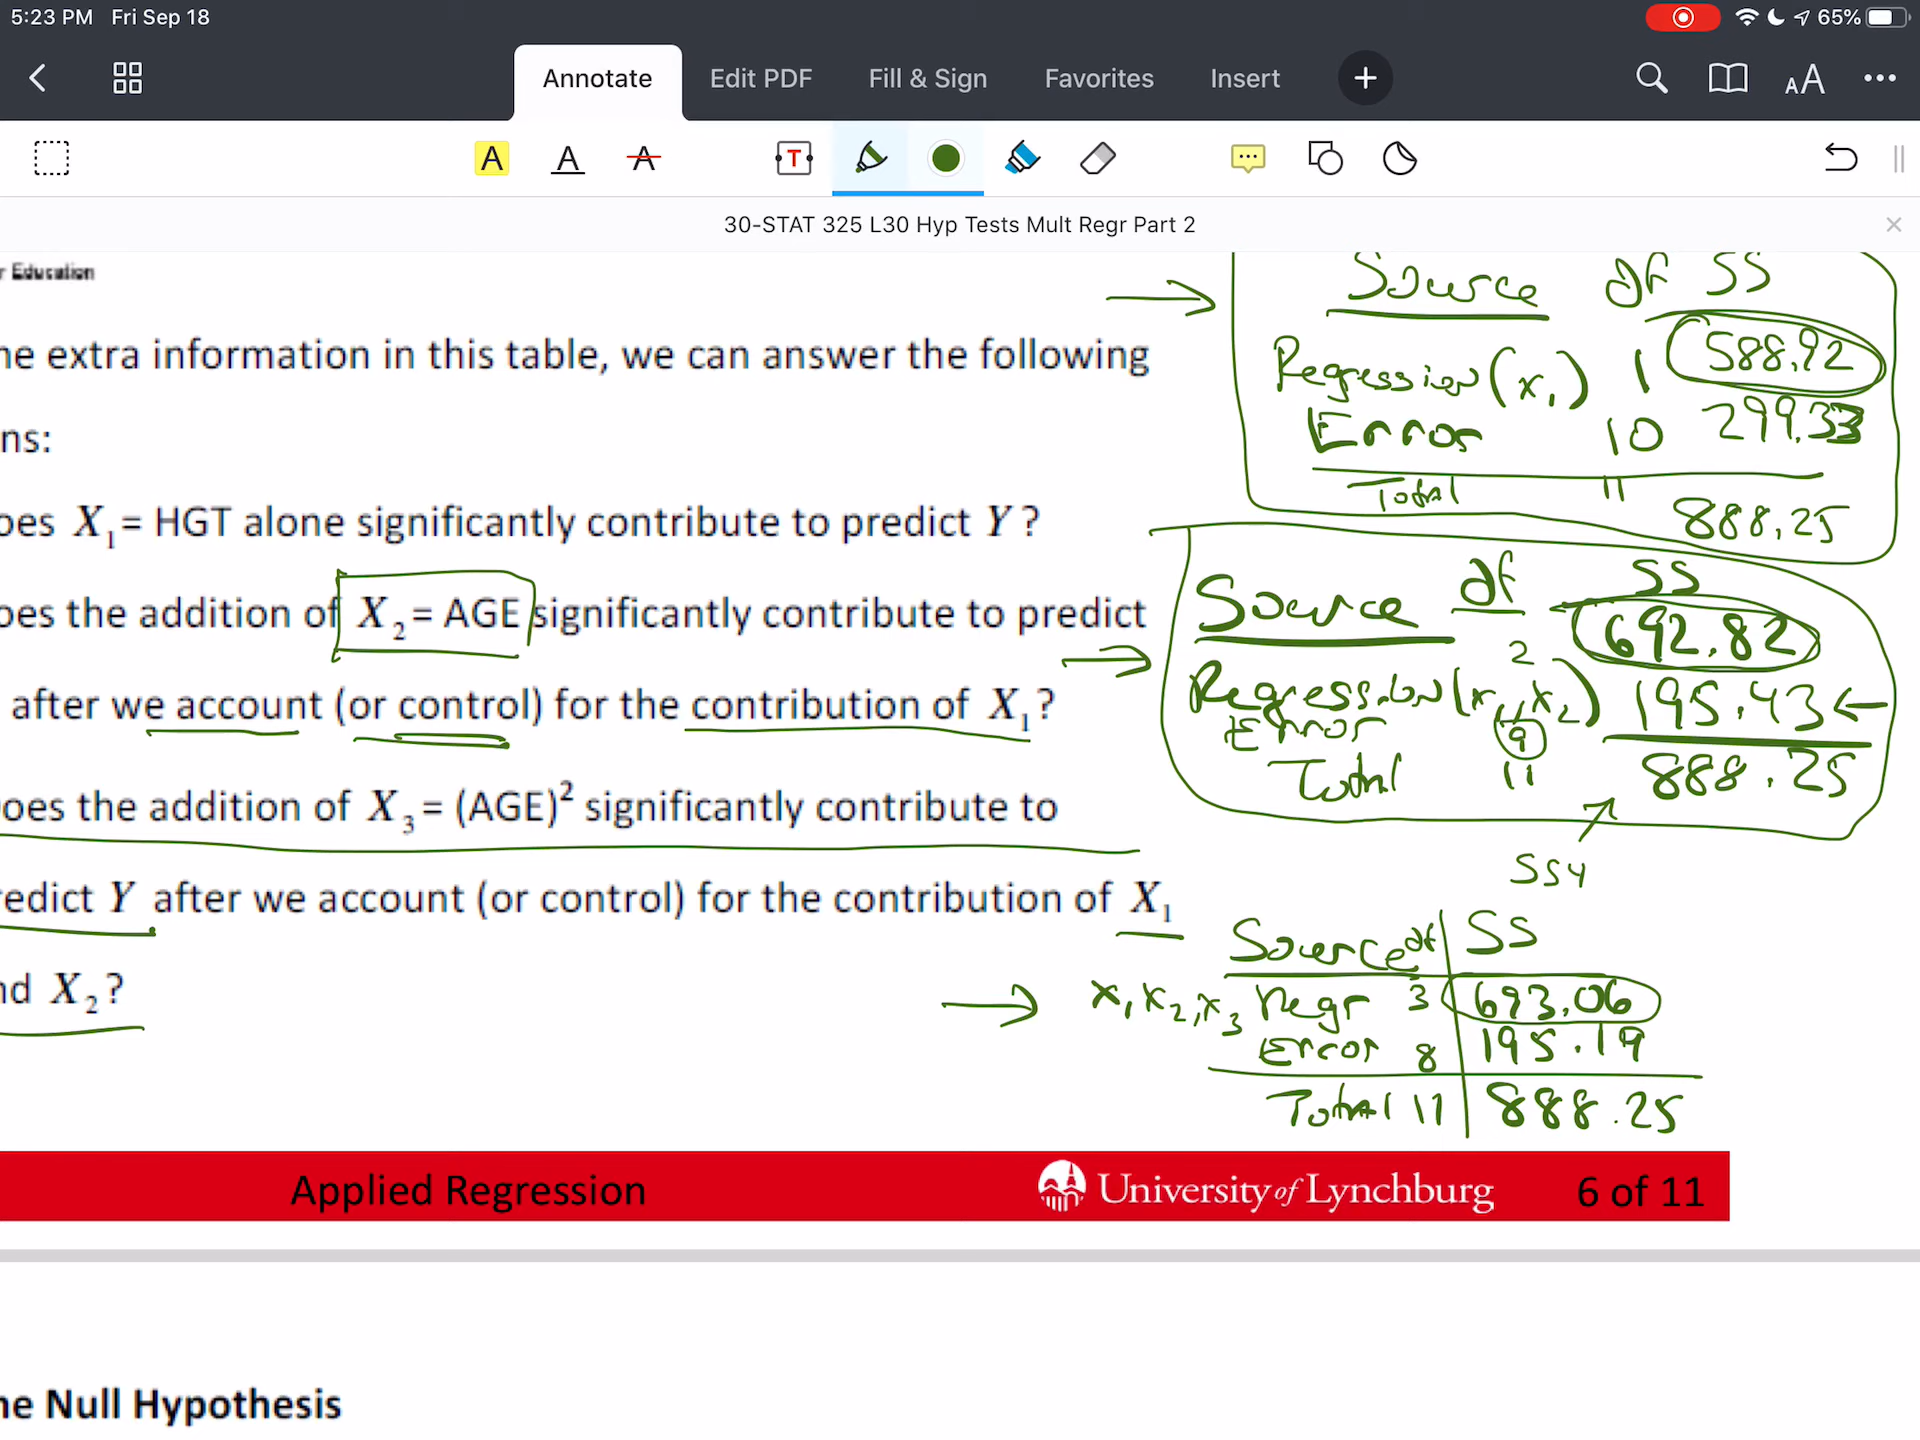 5:23 PM Fri Sep 18
65%
Annotate
Edit PDF
Fill & Sign
Favorites
Insert
AA
A A A T
30-STAT 325 L30 Hyp Tests Mult Regr Part 2
r Education
ne extra information in this table, we can answer the following
ns:
oes X₁ = HGT alone significantly contribute to predict Y ?
oes the addition of X₂ = AGE significantly contribute to predict
after we account (or control) for the contribution of X₁?
oes the addition of X₃ = (AGE)² significantly contribute to
edict Y after we account (or control) for the contribution of X₁
nd X₂?
Source df SS
Regression (x₁) 1 588.92
Error 10 299.33
Total 11 888.25
Source df SS
Regression (x₁, x₂) 2 692.82
Error 9 195.43
Total 11 888.25
SSY
Source df SS
x₁, x₂, x₃ Regr 3 693.06
Error 8 195.19
Total 11 888.25
Applied Regression
University of Lynchburg
6 of 11
ne Null Hypothesis